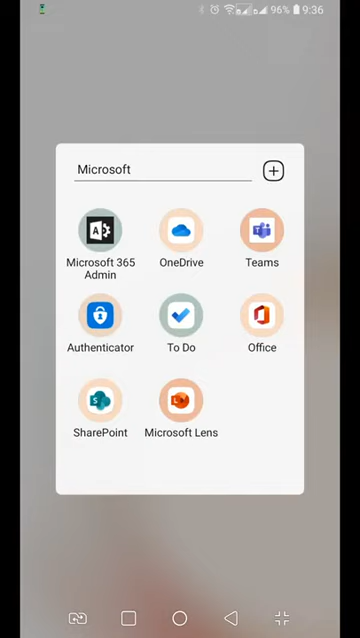 96% 9:36
Microsoft
Microsoft 365 Admin
OneDrive
Teams
Authenticator
To Do
Office
SharePoint
Microsoft Lens